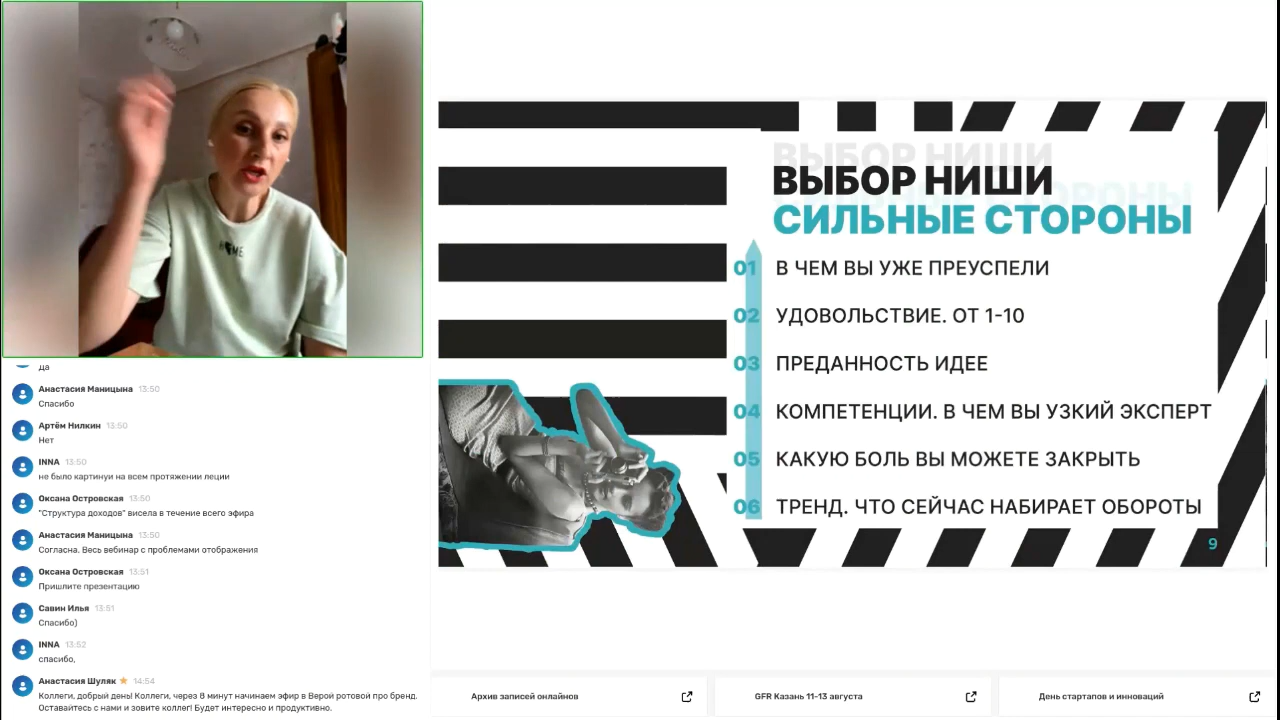 Да
Анастасия Маницына 13:50
Спасибо
Артём Нилкин 13:50
Нет
INNA 13:50
не было картинуи на всем протяжении леции
Оксана Островская 13:50
"Структура доходов" висела в течение всего эфира
Анастасия Маницына 13:50
Согласна. Весь вебинар с проблемами отображения
Оксана Островская 13:51
Пришлите презентацию
Савин Илья 13:51
Спасибо)
INNA 13:52
спасибо,
Анастасия Шуляк 14:54
Коллеги, добрый день! Коллеги, через 8 минут начинаем эфир в Верой ротовой про бренд.
Оставайтесь с нами и зовите коллег! Будет интересно и продуктивно.
ВЫБОР НИШИ
ВЫБОР НИШИ
СИЛЬНЫЕ СТОРОНЫ
01 В ЧЕМ ВЫ УЖЕ ПРЕУСПЕЛИ
02 УДОВОЛЬСТВИЕ. ОТ 1-10
03 ПРЕДАННОСТЬ ИДЕЕ
04 КОМПЕТЕНЦИИ. В ЧЕМ ВЫ УЗКИЙ ЭКСПЕРТ
05 КАКУЮ БОЛЬ ВЫ МОЖЕТЕ ЗАКРЫТЬ
06 ТРЕНД. ЧТО СЕЙЧАС НАБИРАЕТ ОБОРОТЫ
9
Архив записей онлайнов
GFR Казань 11-13 августа
День стартапов и инноваций